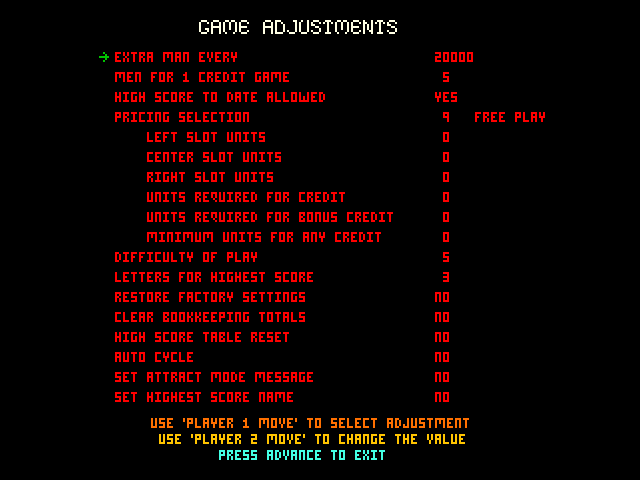 GAME ADJUSTMENTS
EXTRA MAN EVERY 20000
MEN FOR 1 CREDIT GAME 5
HIGH SCORE TO DATE ALLOWED YES
PRICING SELECTION 9 FREE PLAY
LEFT SLOT UNITS 0
CENTER SLOT UNITS 0
RIGHT SLOT UNITS 0
UNITS REQUIRED FOR CREDIT 0
UNITS REQUIRED FOR BONUS CREDIT 0
MINIMUM UNITS FOR ANY CREDIT 0
DIFFICULTY OF PLAY 5
LETTERS FOR HIGHEST SCORE 3
RESTORE FACTORY SETTINGS NO
CLEAR BOOKKEEPING TOTALS NO
HIGH SCORE TABLE RESET NO
AUTO CYCLE NO
SET ATTRACT MODE MESSAGE NO
SET HIGHEST SCORE NAME NO
USE 'PLAYER 1 MOVE' TO SELECT ADJUSTMENT
USE 'PLAYER 2 MOVE' TO CHANGE THE VALUE
PRESS ADVANCE TO EXIT